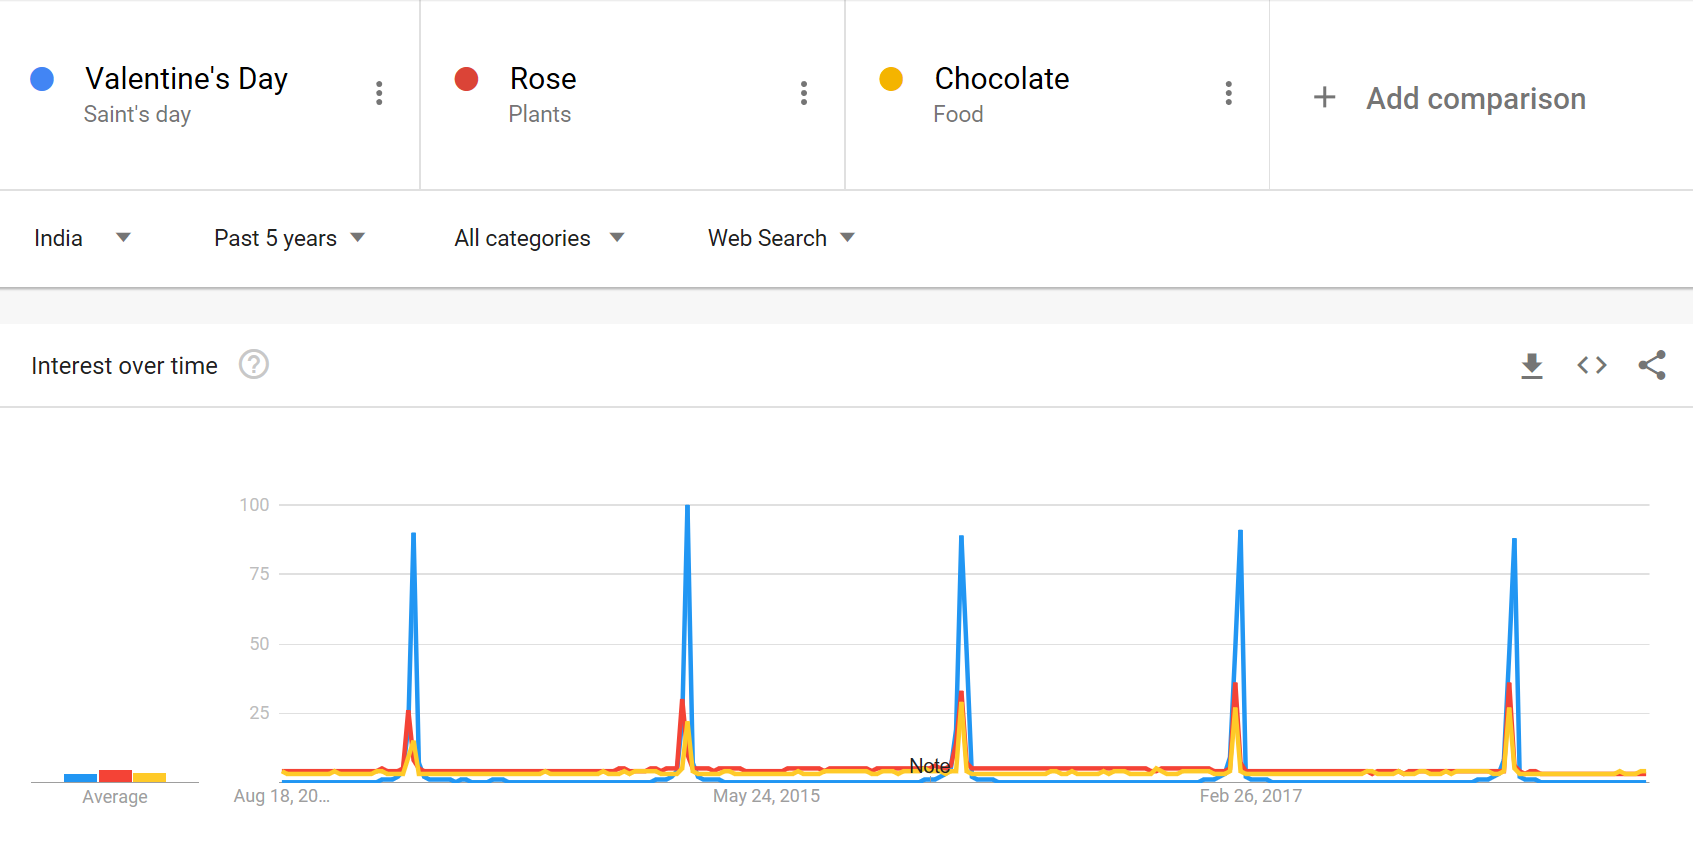 Valentine's Day
Saint's day
Rose
Plants
Chocolate
Food
+ Add comparison
India
Past 5 years
All categories
Web Search
Interest over time ?
100
75
50
25
Note
Average
Aug 18, 20...
May 24, 2015
Feb 26, 2017